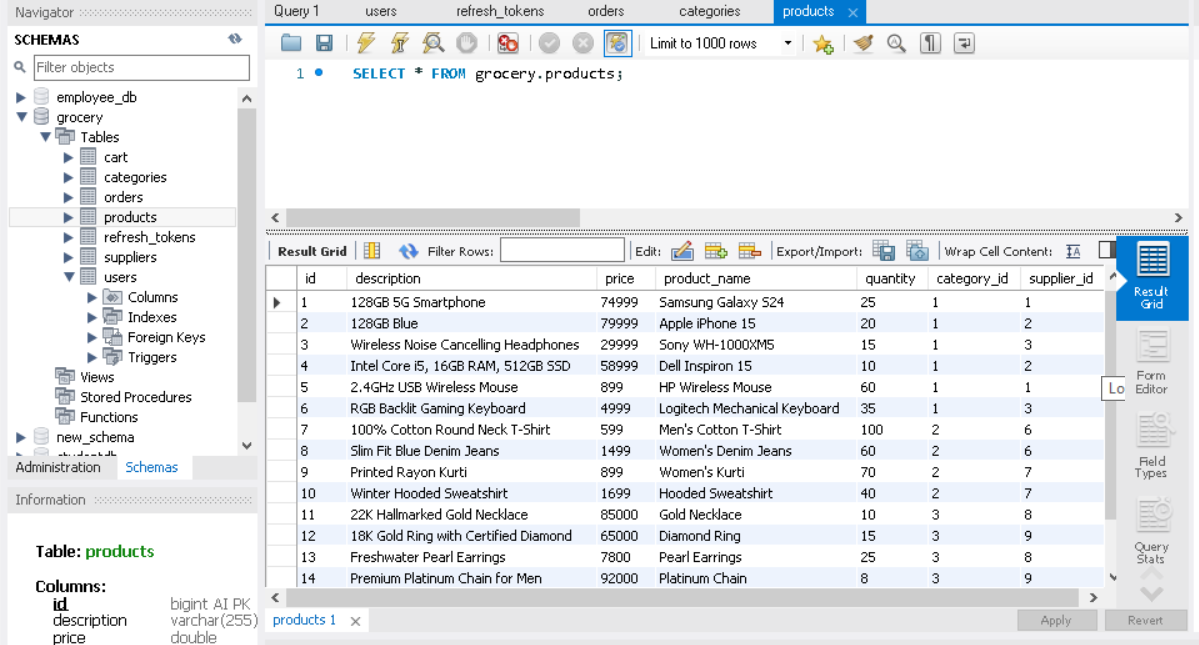 Navigator
SCHEMAS
Filter objects
employee_db
grocery
Tables
cart
categories
orders
products
refresh_tokens
suppliers
users
Columns
Indexes
Foreign Keys
Triggers
Views
Stored Procedures
Functions
new_schema
studentdb
Administration Schemas
Information
Table: products
Columns:
id bigint AI PK
description varchar(255)
price double
Query 1 users refresh_tokens orders categories products
Limit to 1000 rows
1 SELECT * FROM grocery.products;
Result Grid Filter Rows: Edit: Export/Import: Wrap Cell Content:
id description price product_name quantity category_id supplier_id
1 128GB 5G Smartphone 74999 Samsung Galaxy S24 25 1 1
2 128GB Blue 79999 Apple iPhone 15 20 1 2
3 Wireless Noise Cancelling Headphones 29999 Sony WH-1000XM5 15 1 3
4 Intel Core i5, 16GB RAM, 512GB SSD 58999 Dell Inspiron 15 10 1 2
5 2.4GHz USB Wireless Mouse 899 HP Wireless Mouse 60 1 1
6 RGB Backlit Gaming Keyboard 4999 Logitech Mechanical Keyboard 35 1 3
7 100% Cotton Round Neck T-Shirt 599 Men's Cotton T-Shirt 100 2 6
8 Slim Fit Blue Denim Jeans 1499 Women's Denim Jeans 60 2 6
9 Printed Rayon Kurti 899 Women's Kurti 70 2 7
10 Winter Hooded Sweatshirt 1699 Hooded Sweatshirt 40 2 7
11 22K Hallmarked Gold Necklace 85000 Gold Necklace 10 3 8
12 18K Gold Ring with Certified Diamond 65000 Diamond Ring 15 3 9
13 Freshwater Pearl Earrings 7800 Pearl Earrings 25 3 8
14 Premium Platinum Chain for Men 92000 Platinum Chain 8 3 9
products 1
Apply Revert
Result
Grid
Form
Editor
Lo
Field
Types
Query
Stats